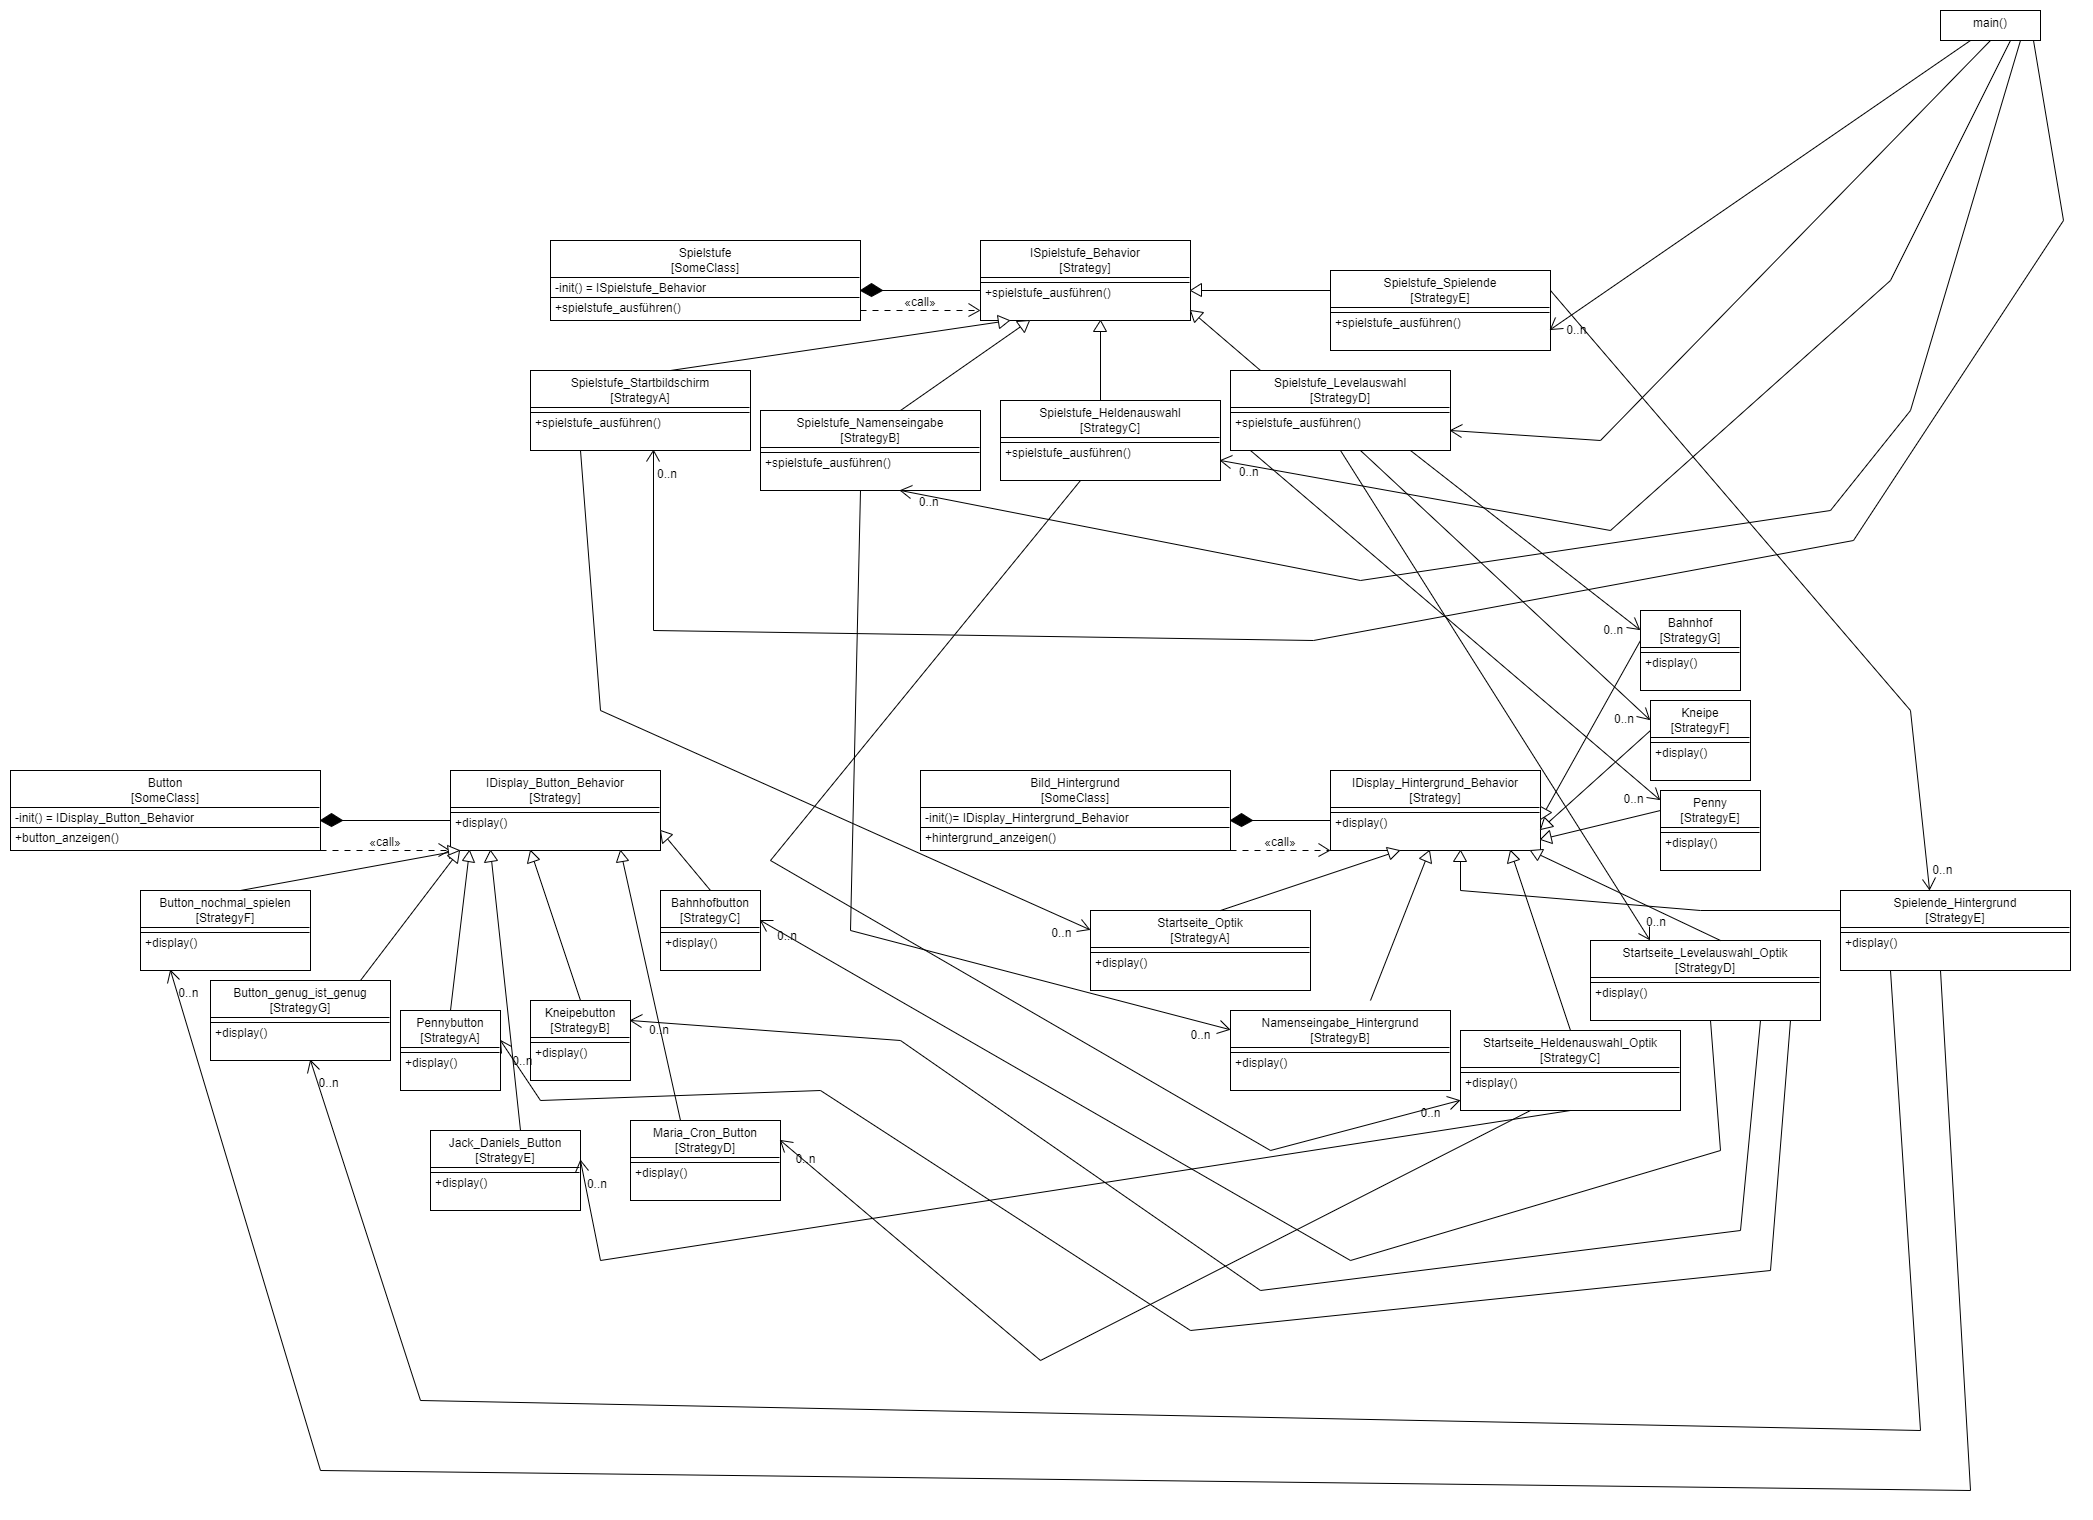 main()
Spielstufe
[SomeClass]
-init() = ISpielstufe_Behavior
+spielstufe_ausführen()
«call»
ISpielstufe_Behavior
[Strategy]
+spielstufe_ausführen()
Spielstufe_Spielende
[StrategyE]
+spielstufe_ausführen()
0..n
Spielstufe_Startbildschirm
[StrategyA]
+spielstufe_ausführen()
0..n
Spielstufe_Namenseingabe
[StrategyB]
+spielstufe_ausführen()
0..n
Spielstufe_Heldenauswahl
[StrategyC]
+spielstufe_ausführen()
0..n
Spielstufe_Levelauswahl
[StrategyD]
+spielstufe_ausführen()
Bahnhof
[StrategyG]
+display()
0..n
Kneipe
[StrategyF]
+display()
0..n
Penny
[StrategyE]
+display()
0..n
Button
[SomeClass]
-init() = IDisplay_Button_Behavior
+button_anzeigen()
«call»
IDisplay_Button_Behavior
[Strategy]
+display()
Bild_Hintergrund
[SomeClass]
-init()= IDisplay_Hintergrund_Behavior
+hintergrund_anzeigen()
«call»
IDisplay_Hintergrund_Behavior
[Strategy]
+display()
0..n
Spielende_Hintergrund
[StrategyE]
+display()
Button_nochmal_spielen
[StrategyF]
+display()
0..n
Bahnhofbutton
[StrategyC]
+display()
0..n
Startseite_Optik
[StrategyA]
+display()
0..n
0..n
Startseite_Levelauswahl_Optik
[StrategyD]
+display()
Button_genug_ist_genug
[StrategyG]
+display()
0..n
Pennybutton
[StrategyA]
+display()
0..n
Kneipebutton
[StrategyB]
+display()
0..n
Namenseingabe_Hintergrund
[StrategyB]
+display()
0..n
Startseite_Heldenauswahl_Optik
[StrategyC]
+display()
0..n
Jack_Daniels_Button
[StrategyE]
+display()
0..n
Maria_Cron_Button
[StrategyD]
+display()
0..n